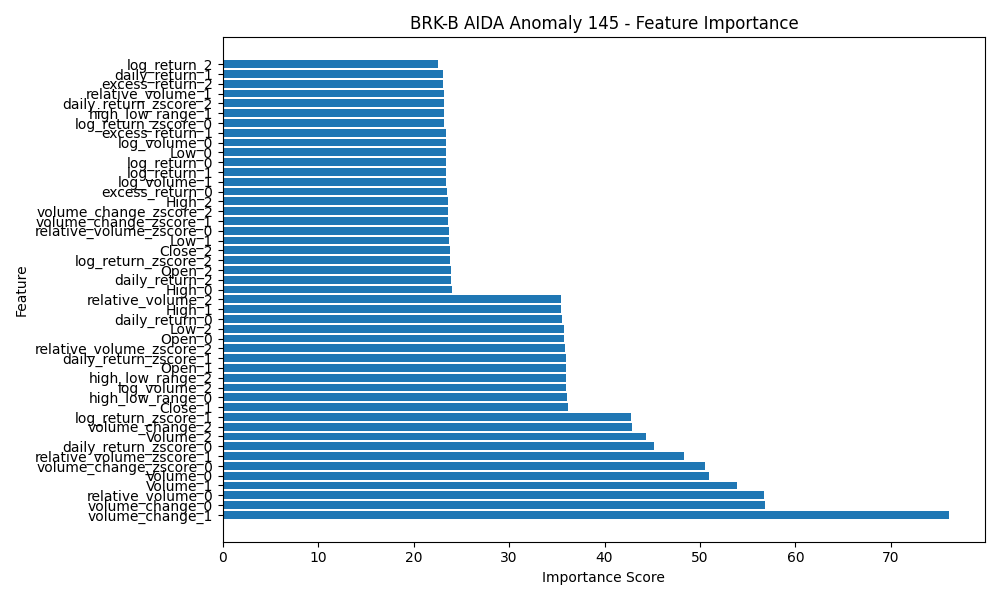 BRK-B AIDA Anomaly 145 - Feature Importance
log_return_2
daily_return_1
excess_return_2
relative_volume_1
daily_return_zscore_2
high_low_range_1
log_return_zscore_0
excess_return_1
log_volume_0
Low_0
log_return_0
log_return_1
log_volume_1
excess_return_0
High_2
volume_change_zscore_2
volume_change_zscore_1
relative_volume_zscore_0
Low_1
Close_2
log_return_zscore_2
Open_2
daily_return_2
High_0
relative_volume_2
High_1
daily_return_0
Low_2
Open_0
relative_volume_zscore_2
daily_return_zscore_1
Open_1
high_low_range_2
log_volume_2
high_low_range_0
Close_1
log_return_zscore_1
volume_change_2
Volume_2
daily_return_zscore_0
relative_volume_zscore_1
volume_change_zscore_0
Volume_0
Volume_1
relative_volume_0
volume_change_0
volume_change_1
Feature
0 10 20 30 40 50 60 70
Importance Score